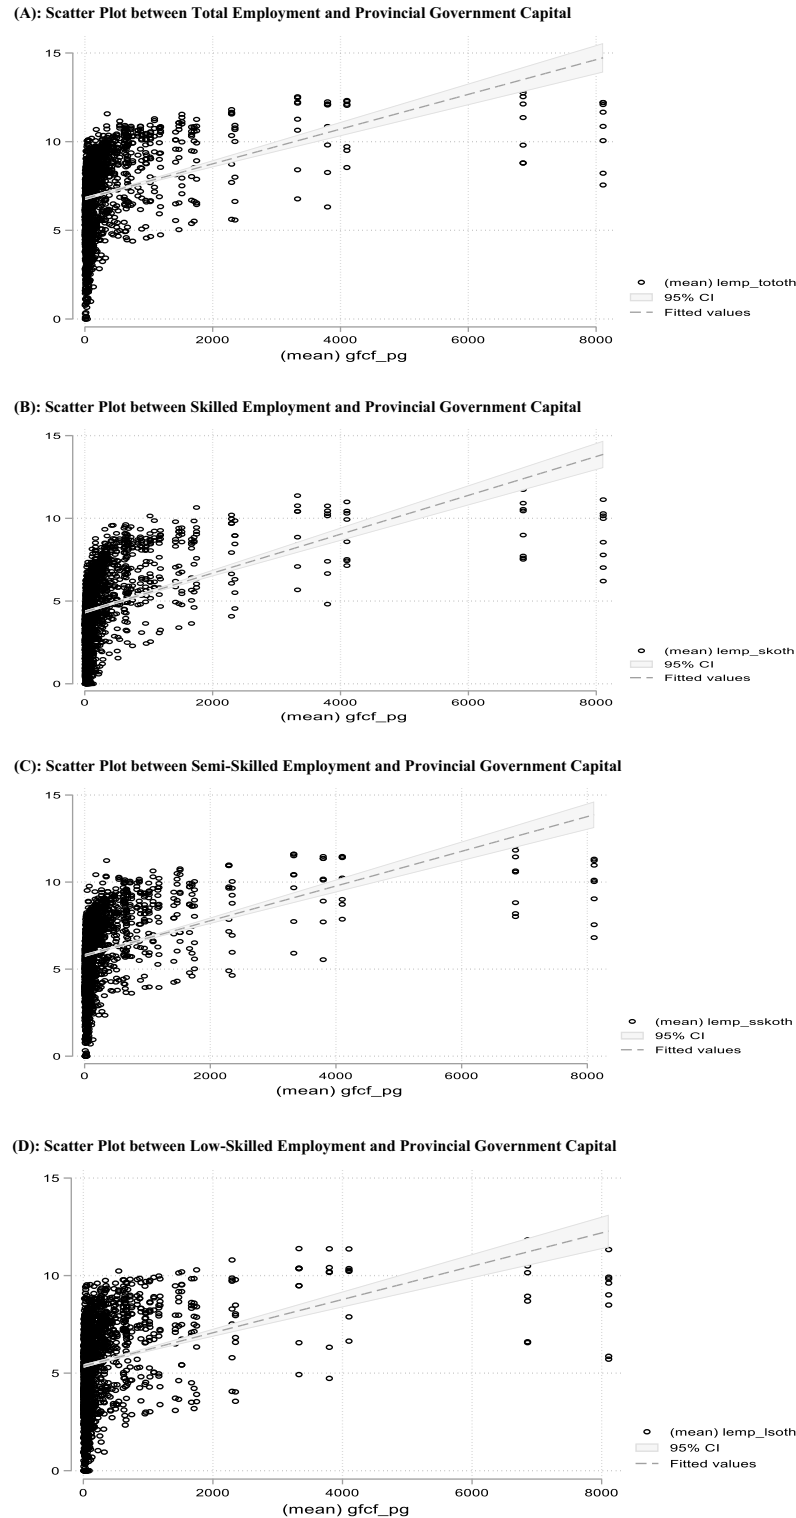 (A): Scatter Plot between Total Employment and Provincial Government Capital
15
10
5
0
0 2000 4000 6000 8000
(mean) gfcf_pg
(mean) lemp_tototh
95% CI
Fitted values
(B): Scatter Plot between Skilled Employment and Provincial Government Capital
15
10
5
0
0 2000 4000 6000 8000
(mean) gfcf_pg
(mean) lemp_skoth
95% CI
Fitted values
(C): Scatter Plot between Semi-Skilled Employment and Provincial Government Capital
15
10
5
0
0 2000 4000 6000 8000
(mean) gfcf_pg
(mean) lemp_sskoth
95% CI
Fitted values
(D): Scatter Plot between Low-Skilled Employment and Provincial Government Capital
15
10
5
0
0 2000 4000 6000 8000
(mean) gfcf_pg
(mean) lemp_lsoth
95% CI
Fitted values